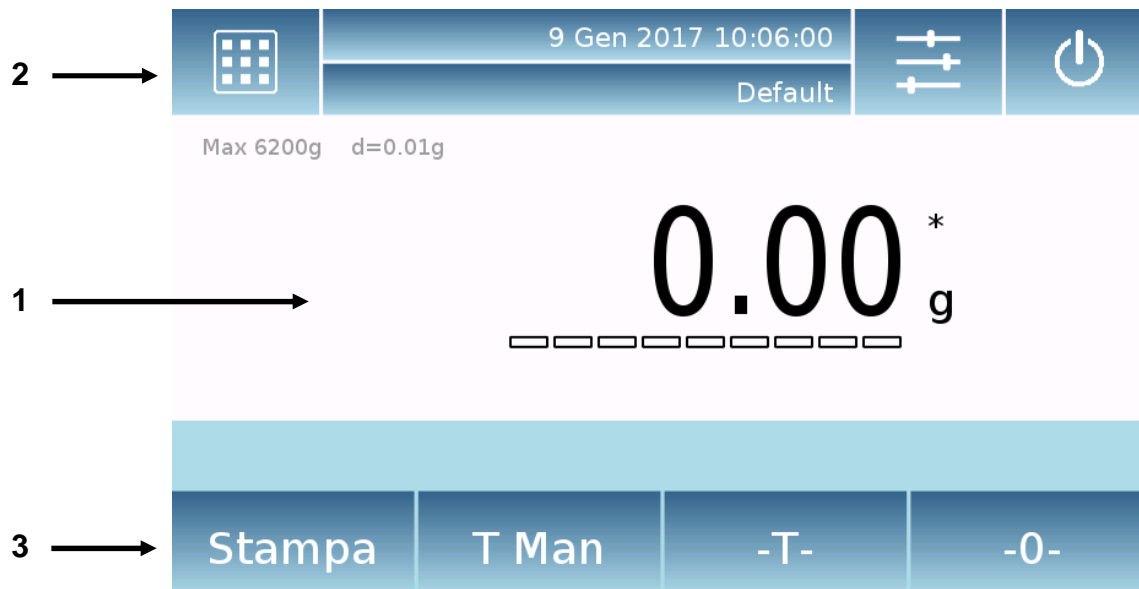 9 Gen 2017 10:06:00
2
Default
Max 6200g d=0.01g
0.00 *
1
g
3
Stampa T Man -T- -0-